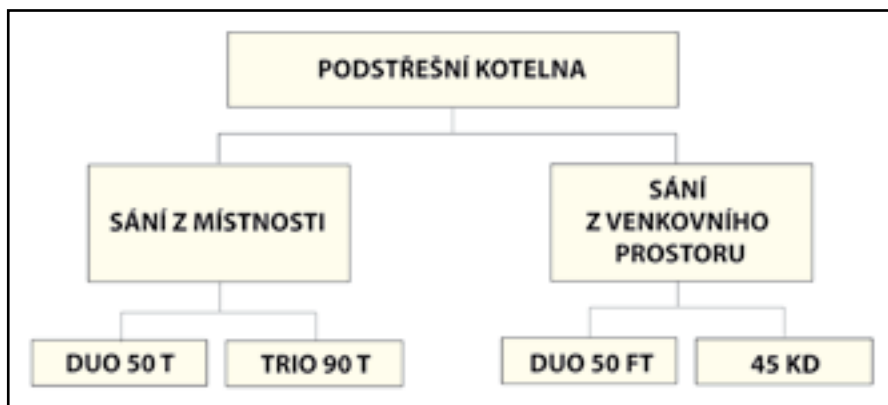 PODSTŘEŠNÍ KOTELNA
SÁNÍ Z MÍSTNOSTI
SÁNÍ
Z VENKOVNÍHO
PROSTORU
DUO 50 T
TRIO 90 T
DUO 50 FT
45 KD